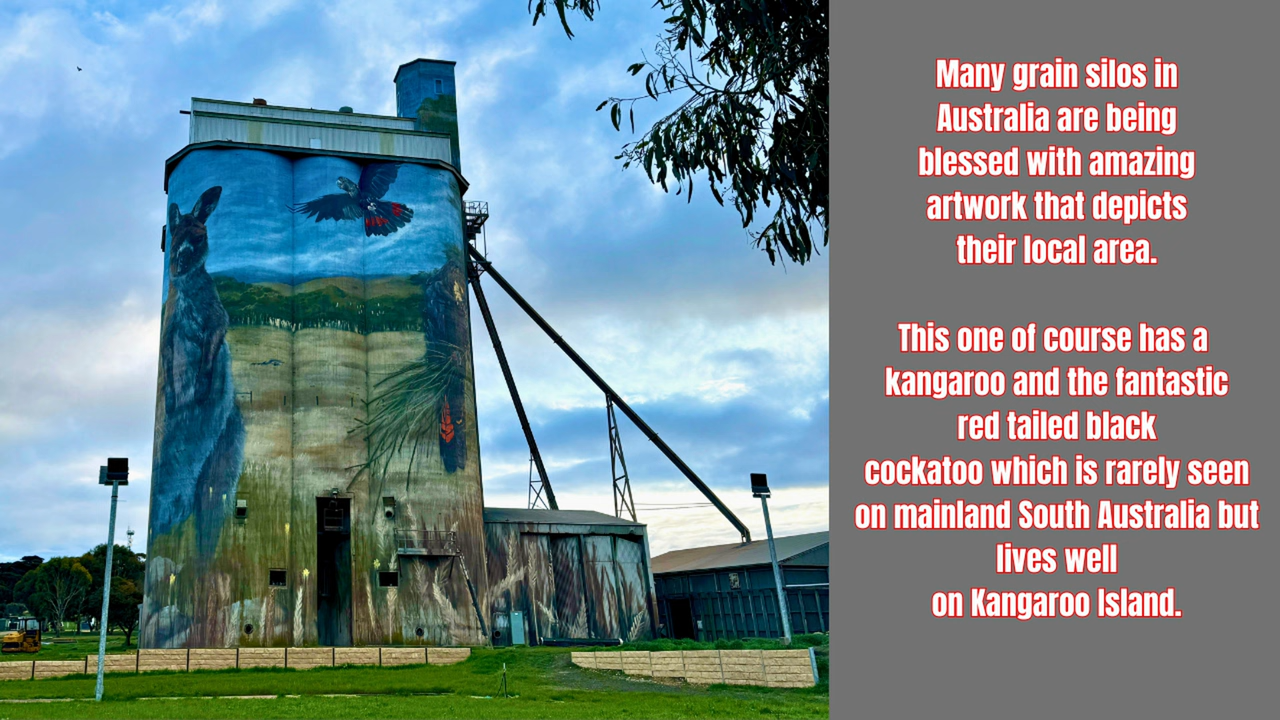 Many grain silos in
Australia are being
blessed with amazing
artwork that depicts
their local area.
This one of course has a
kangaroo and the fantastic
red tailed black
cockatoo which is rarely seen
on mainland South Australia but
lives well
on Kangaroo Island.